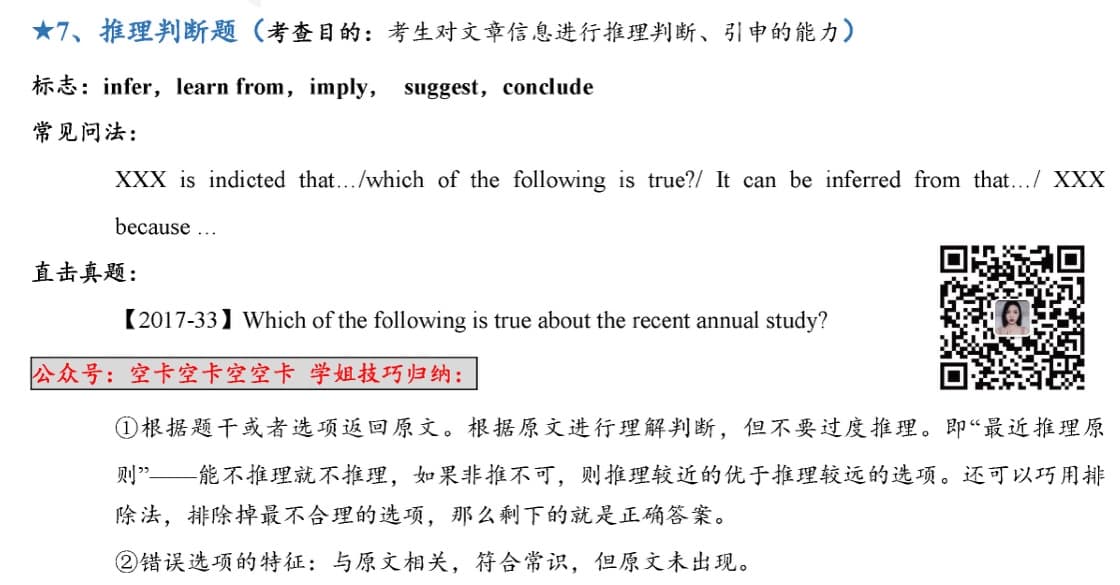 ★7、推理判断题（考查目的：考生对文章信息进行推理判断、引申的能力）
标志：infer，learn from，imply， suggest，conclude
常见问法：
XXX is indicted that…/which of the following is true?/ It can be inferred from that…/ XXX
because …
直击真题：
【2017-33】Which of the following is true about the recent annual study?
公众号：空卡空卡空空卡 学姐技巧归纳：
①根据题干或者选项返回原文。根据原文进行理解判断，但不要过度推理。即“最近推理原
则”——能不推理就不推理，如果非推不可，则推理较近的优于推理较远的选项。还可以巧用排
除法，排除掉最不合理的选项，那么剩下的就是正确答案。
②错误选项的特征：与原文相关，符合常识，但原文未出现。